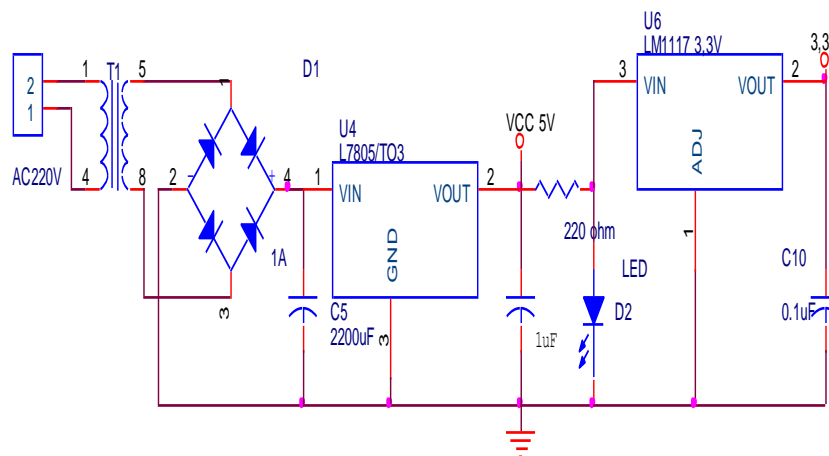 U6
LM1117 3,3V
3,3
1
T1
5
D1
3
VIN
VOUT
2
2
1
1
U4
L7805/TO3
VCC 5V
ADJ
AC220V
4
8
2
-
+
4
1
VIN
VOUT
2
GND
220 ohm
1
1A
LED
C10
3
C5
2200uF
3
1uF
D2
0.1uF